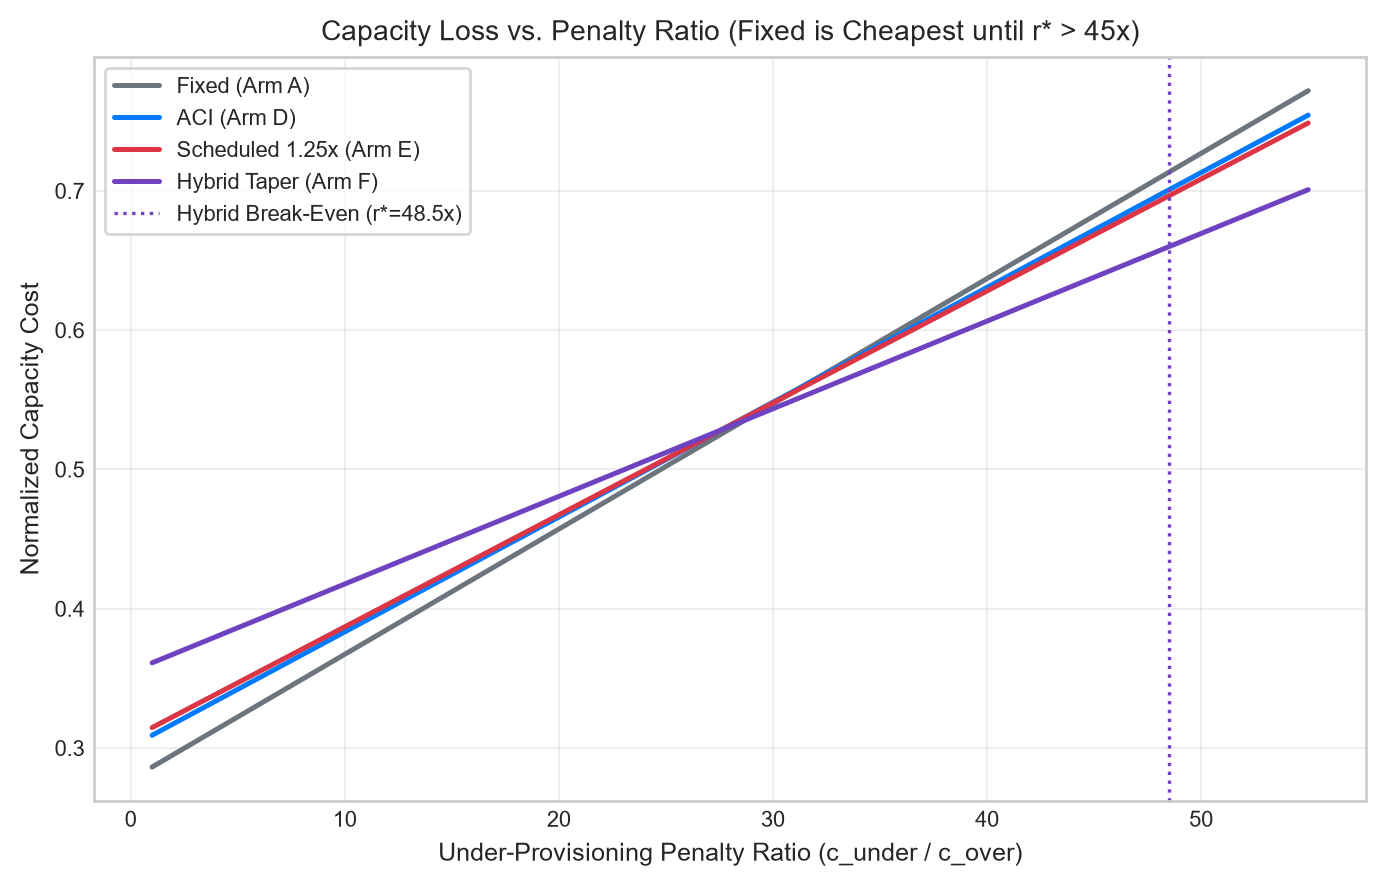 Capacity Loss vs. Penalty Ratio (Fixed is Cheapest until r* > 45x)
Fixed (Arm A)
ACI (Arm D)
Scheduled 1.25x (Arm E)
Hybrid Taper (Arm F)
Hybrid Break-Even (r*=48.5x)
Normalized Capacity Cost
0.7
0.6
0.5
0.4
0.3
0 10 20 30 40 50
Under-Provisioning Penalty Ratio (c_under / c_over)